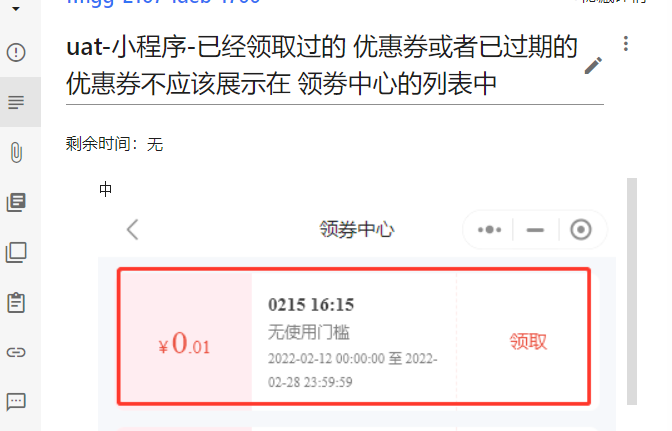 uat-小程序-已经领取过的 优惠券或者已过期的
优惠券不应该展示在 领券中心的列表中
剩余时间：无
中
领券中心
0215 16:15
¥0.01
无使用门槛
领取
2022-02-12 00:00:00 至 2022-
02-28 23:59:59